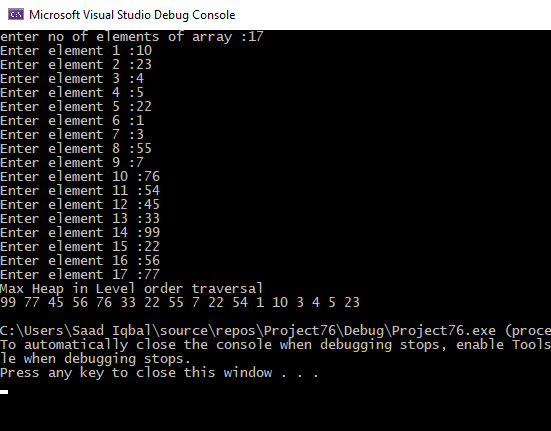 Microsoft Visual Studio Debug Console
enter no of elements of array :17
Enter element 1 :10
Enter element 2 :23
Enter element 3 :4
Enter element 4 :5
Enter element 5 :22
Enter element 6 :1
Enter element 7 :3
Enter element 8 :55
Enter element 9 :7
Enter element 10 :76
Enter element 11 :54
Enter element 12 :45
Enter element 13 :33
Enter element 14 :99
Enter element 15 :22
Enter element 16 :56
Enter element 17 :77
Max Heap in Level order traversal
99 77 45 56 76 33 22 55 7 22 54 1 10 3 4 5 23
C:\Users\Saad Iqbal\source\repos\Project76\Debug\Project76.exe (proce
To automatically close the console when debugging stops, enable Tools
le when debugging stops.
Press any key to close this window . . .